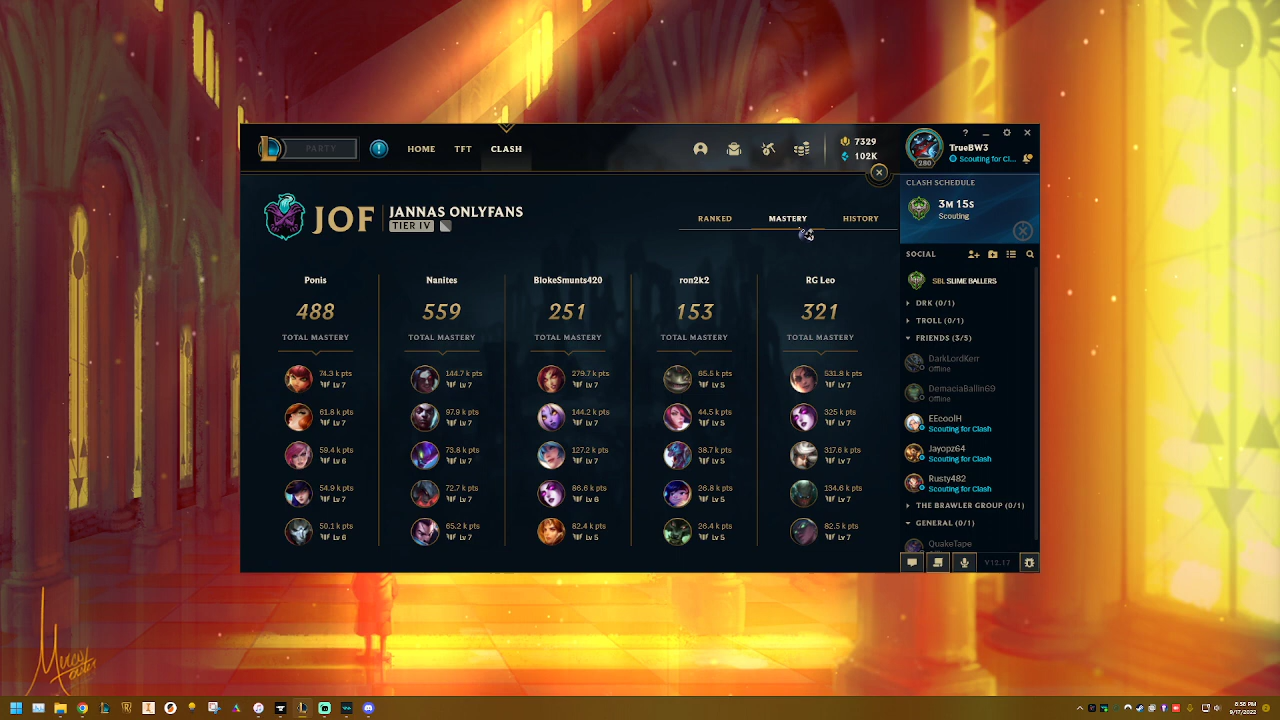 PARTY
HOME
TFT
CLASH
7329
102K
280
TrueBW3
Scouting for Cl...
JOF
JANNAS ONLYFANS
TIER IV
RANKED
MASTERY
HISTORY
Ponis
488
TOTAL MASTERY
74.3 k pts
Lv 7
61.8 k pts
Lv 7
59.4 k pts
Lv 6
54.9 k pts
Lv 7
50.1 k pts
Lv 6
Nanites
559
TOTAL MASTERY
144.7 k pts
Lv 7
97.9 k pts
Lv 7
73.8 k pts
Lv 7
72.7 k pts
Lv 7
65.2 k pts
Lv 7
BlokeSmunts420
251
TOTAL MASTERY
279.7 k pts
Lv 7
144.2 k pts
Lv 7
127.2 k pts
Lv 7
86.6 k pts
Lv 6
82.4 k pts
Lv 5
ron2k2
153
TOTAL MASTERY
65.5 k pts
Lv 5
44.5 k pts
Lv 5
38.7 k pts
Lv 5
26.8 k pts
Lv 5
26.4 k pts
Lv 5
RG Leo
321
TOTAL MASTERY
531.8 k pts
Lv 7
325 k pts
Lv 7
317.6 k pts
Lv 7
134.6 k pts
Lv 7
82.5 k pts
Lv 7
CLASH SCHEDULE
3M 15S
Scouting
SOCIAL
SBL SLIME BALLERS
DRK (0/1)
TROLL (0/1)
FRIENDS (3/5)
DarkLordKerr
Offline
DemaciaBallin69
Offline
EEcoolH
Scouting for Clash
Jayopz64
Scouting for Clash
Rusty482
Scouting for Clash
THE BRAWLER GROUP (0/1)
GENERAL (0/1)
QuakeTape
V12.17
8:58 PM
9/17/2022